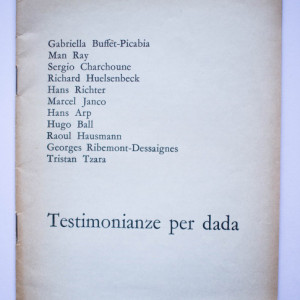 Gabriella Buffet-Picabia
Man Ray
Sergio Charchoune
Richard Huelsenbeck
Hans Richter
Marcel Janco
Hans Arp
Hugo Ball
Raoul Hausmann
Georges Ribemont-Dessaignes
Tristan Tzara
Testimonianze per dada